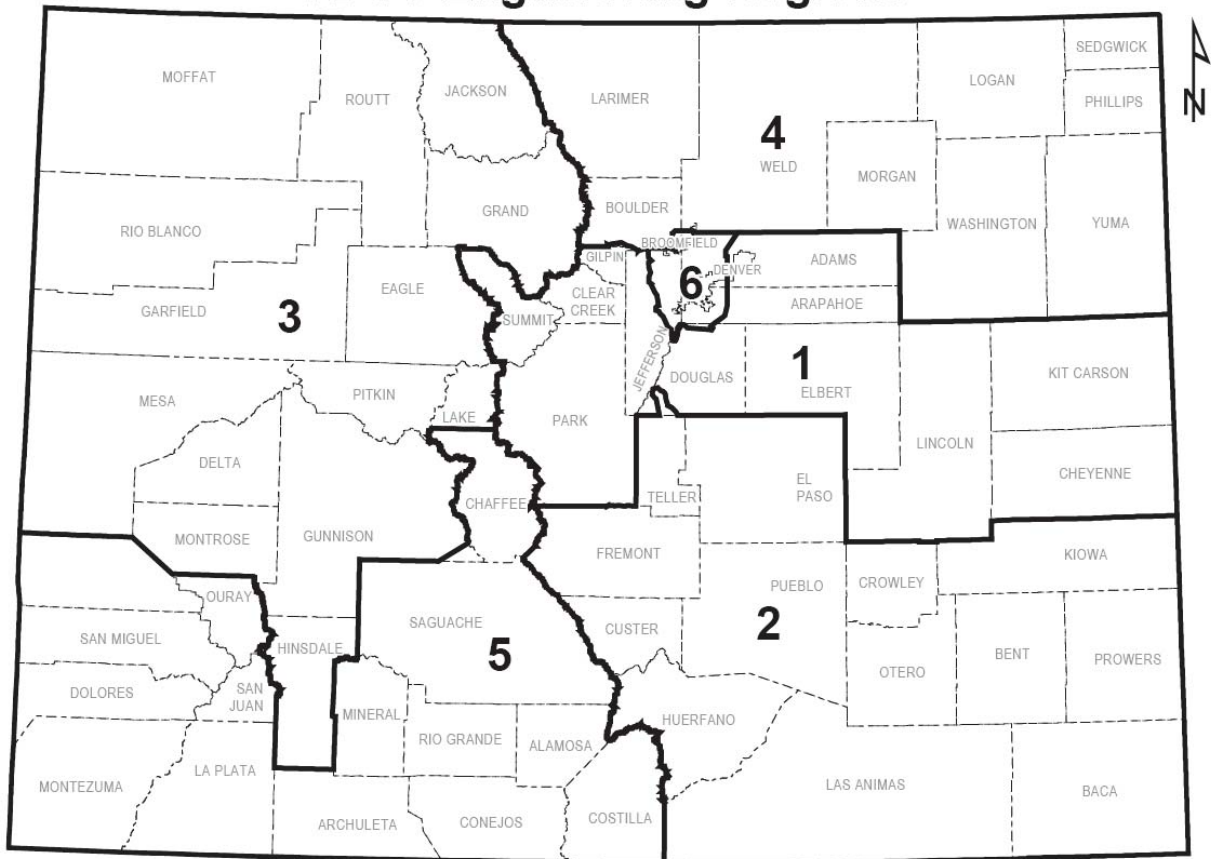 SEDGWICK
MOFFAT
LOGAN
ROUTT
JACKSON
LARIMER
PHILLIPS
4
WELD
MORGAN
GRAND
BOULDER
WASHINGTON
YUMA
RIO BLANCO
BROOMFIELD
GILPIN
ADAMS
DENVER
6
EAGLE
CLEAR
CREEK
ARAPAHOE
GARFIELD
3
SUMMIT
JEFFERSON
1
KIT CARSON
DOUGLAS
ELBERT
PITKIN
MESA
LAKE
PARK
LINCOLN
DELTA
CHEYENNE
EL
PASO
TELLER
CHAFFEE
GUNNISON
MONTROSE
FREMONT
KIOWA
PUEBLO
CROWLEY
OURAY
SAGUACHE
2
CUSTER
SAN MIGUEL
HINSDALE
5
BENT
PROWERS
OTERO
DOLORES
SAN
JUAN
MINERAL
HUERFANO
RIO GRANDE
ALAMOSA
LA PLATA
MONTEZUMA
LAS ANIMAS
BACA
COSTILLA
ARCHULETA
CONEJOS
N